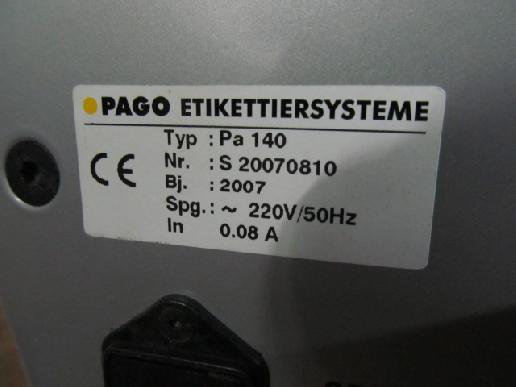 PAGO ETIKETTIERSYSTEME
Typ : Pa 140
Nr. : S 20070810
Bj. : 2007
Spg.: ~ 220V/50Hz
In 0.08 A
CE